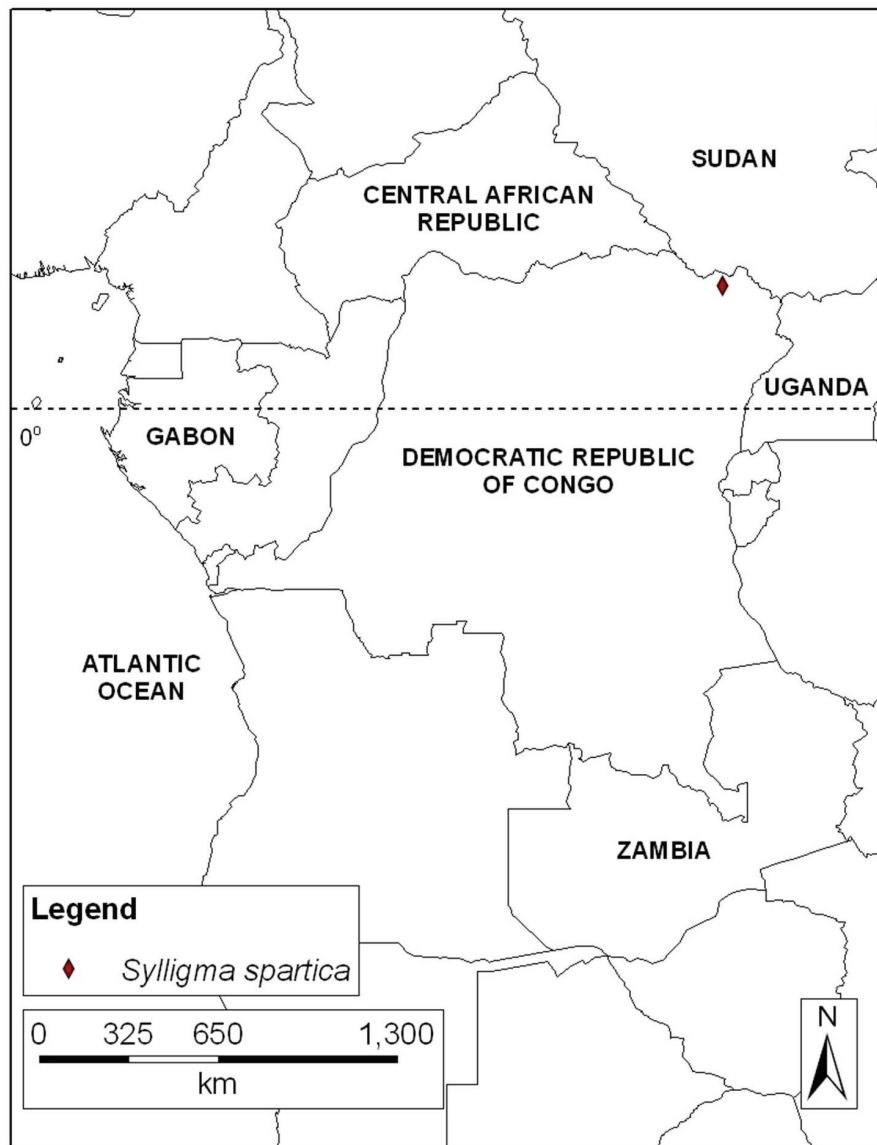 SUDAN
CENTRAL AFRICAN
REPUBLIC
UGANDA
0⁰
GABON
DEMOCRATIC REPUBLIC
OF CONGO
ATLANTIC
OCEAN
ZAMBIA
Legend
Sylligma spartica
0 325 650 1,300
km
N